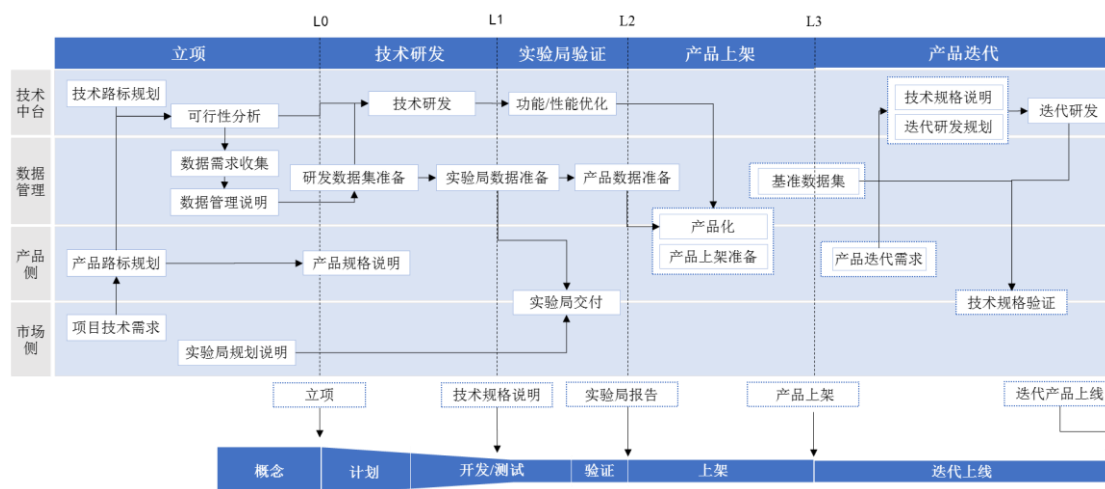 L0
L1
L2
L3
立项
技术研发
实验局验证
产品上架
产品迭代
技术
中台
技术路标规划
可行性分析
技术研发
功能/性能优化
技术规格说明
迭代研发规划
迭代研发
数据
管理
数据需求收集
数据管理说明
研发数据集准备
实验局数据准备
产品数据准备
基准数据集
产品
侧
产品路标规划
产品规格说明
产品化
产品上架准备
产品迭代需求
市场
侧
项目技术需求
实验局规划说明
实验局交付
技术规格验证
立项
技术规格说明
实验局报告
产品上架
迭代产品上线
概念
计划
开发/测试
验证
上架
迭代上线